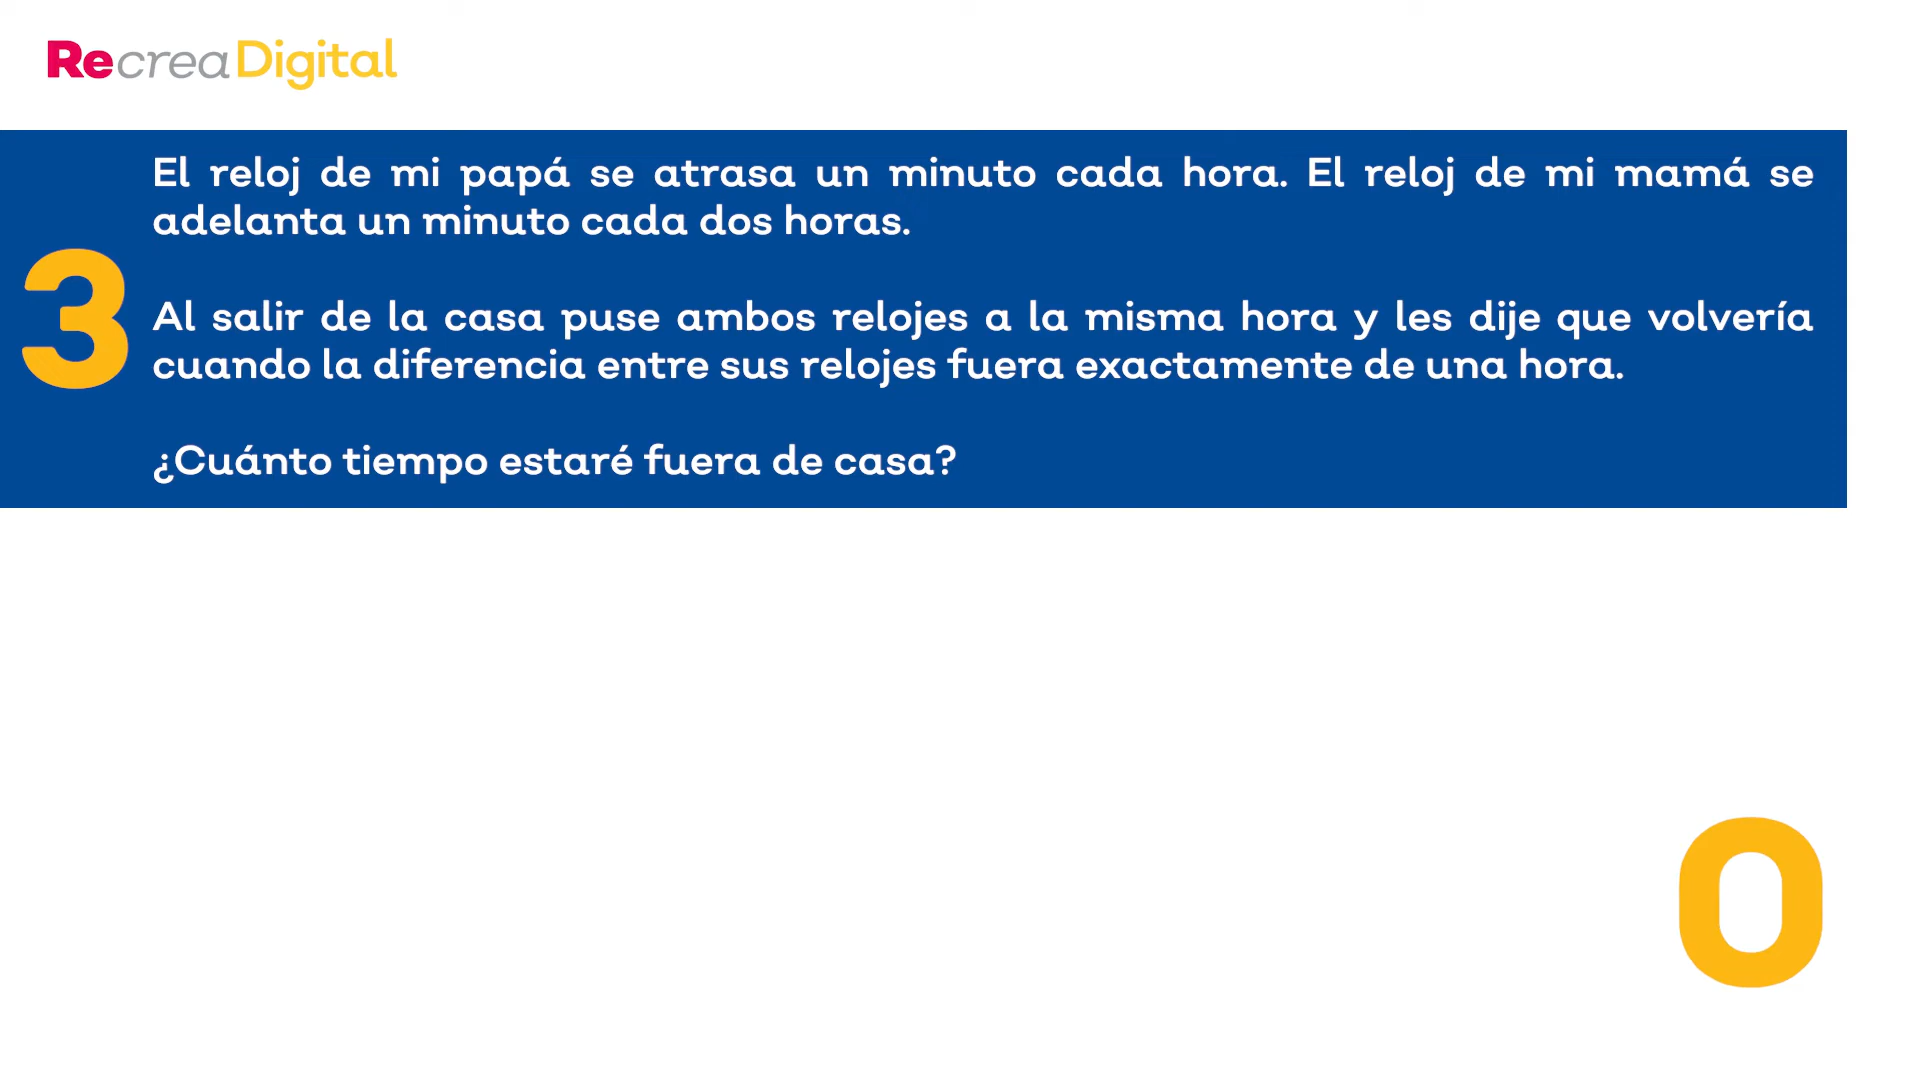 RecreaDigital
El reloj de mi papá se atrasa un minuto cada hora. El reloj de mi mamá se
adelanta un minuto cada dos horas.
3
Al salir de la casa puse ambos relojes a la misma hora y les dije que volvería
cuando la diferencia entre sus relojes fuera exactamente de una hora.
¿Cuánto tiempo estaré fuera de casa?
0